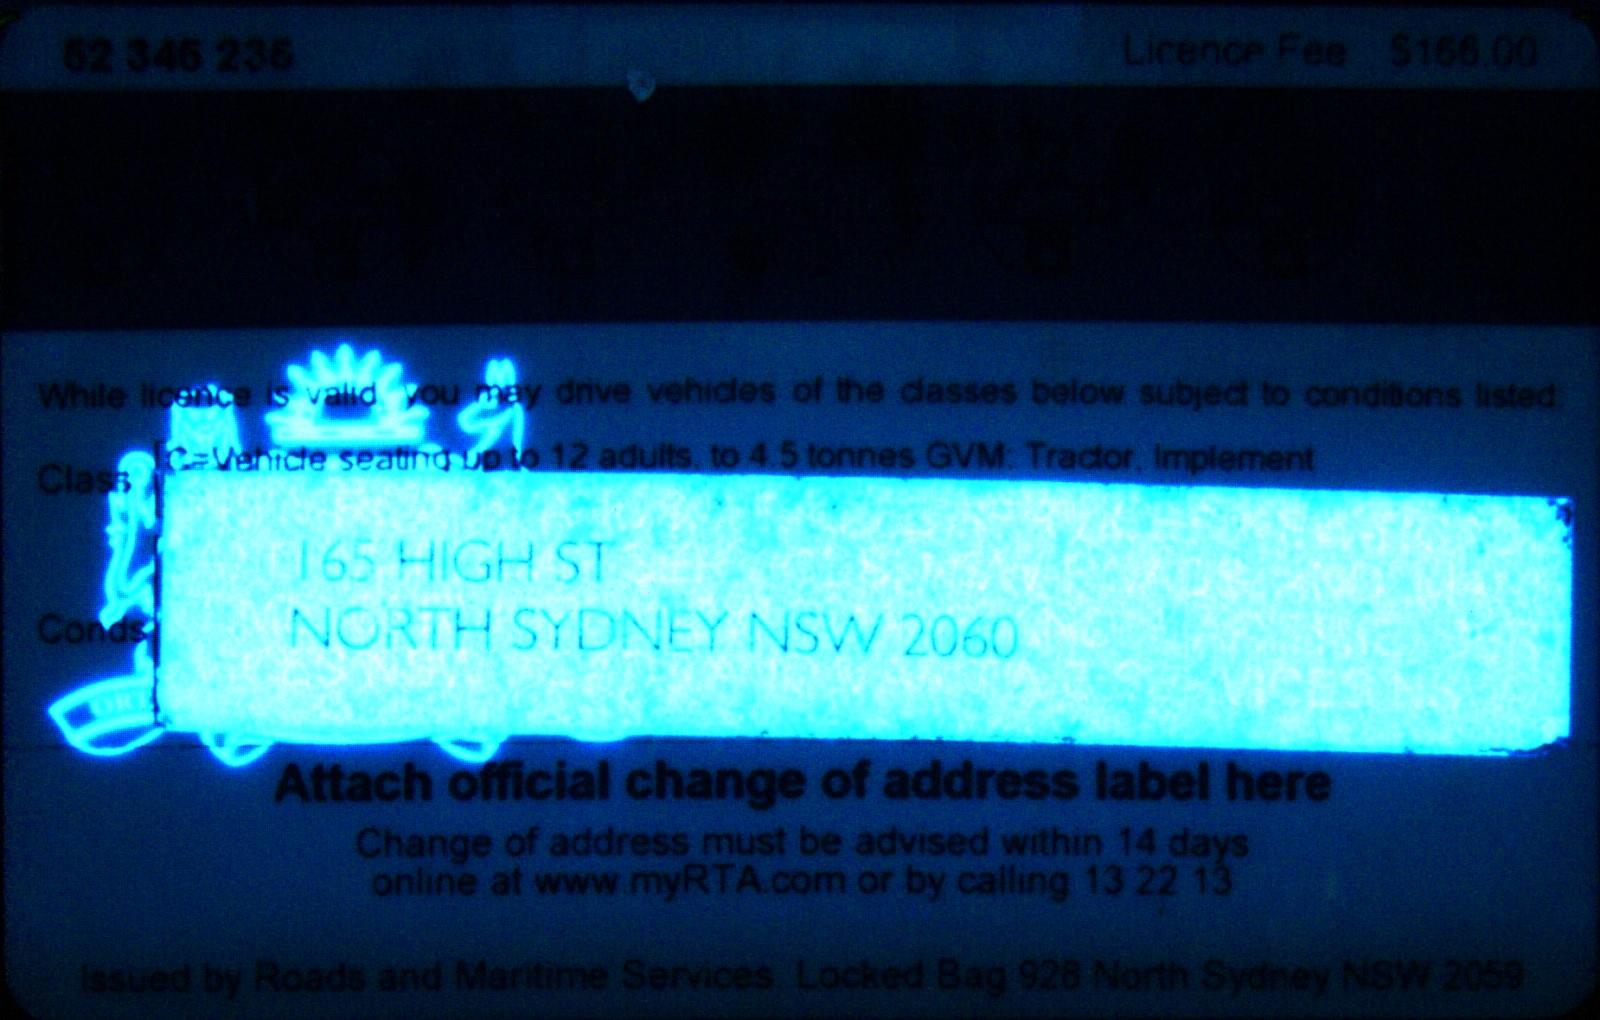 52 345 235
Licence Fee $166.00
While licence is valid, you may drive vehicles of the classes below subject to conditions listed.
Class C=Vehicle seating up to 12 adults, to 4.5 tonnes GVM; Tractor, Implement
165 HIGH ST
Conds
NORTH SYDNEY NSW 2060
Attach official change of address label here
Change of address must be advised within 14 days
online at www.myRTA.com or by calling 13 22 13
Issued by Roads and Maritime Services Locked Bag 928 North Sydney NSW 2059